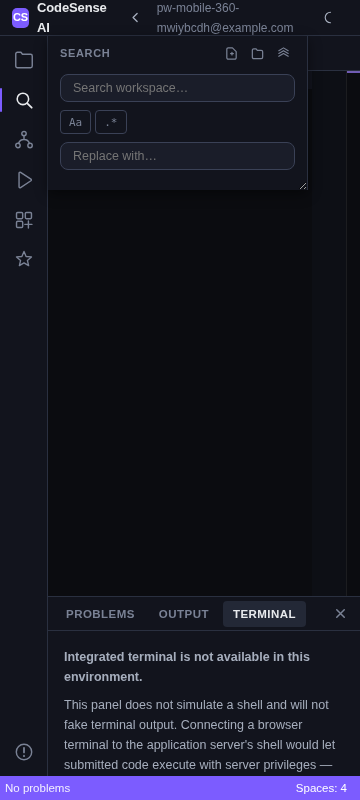 CS
CodeSense
AI
pw-mobile-360-
mwiybcdh@example.com
SEARCH
Search workspace…
Aa
.*
Replace with…
PROBLEMS
OUTPUT
TERMINAL
Integrated terminal is not available in this
environment.
This panel does not simulate a shell and will not
fake terminal output. Connecting a browser
terminal to the application server's shell would let
submitted code execute with server privileges —
No problems
Spaces: 4